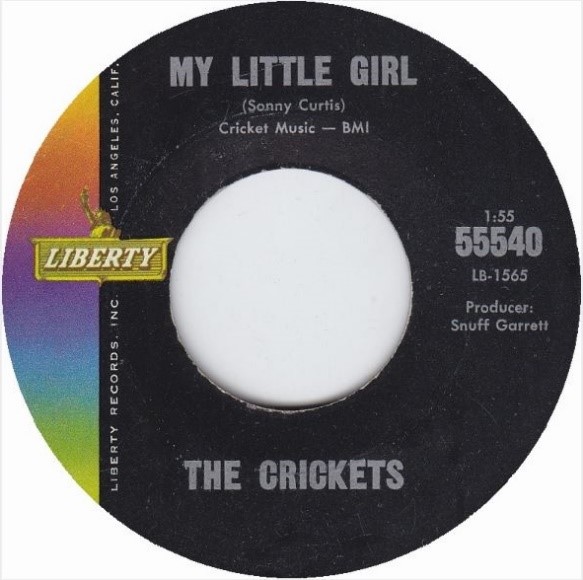 MY LITTLE GIRL
(Sonny Curtis)
Cricket Music — BMI
LIBERTY RECORDS, INC. LOS ANGELES, CALIF.
LIBERTY
1:55
55540
LB-1565
Producer:
Snuff Garrett
THE CRICKETS